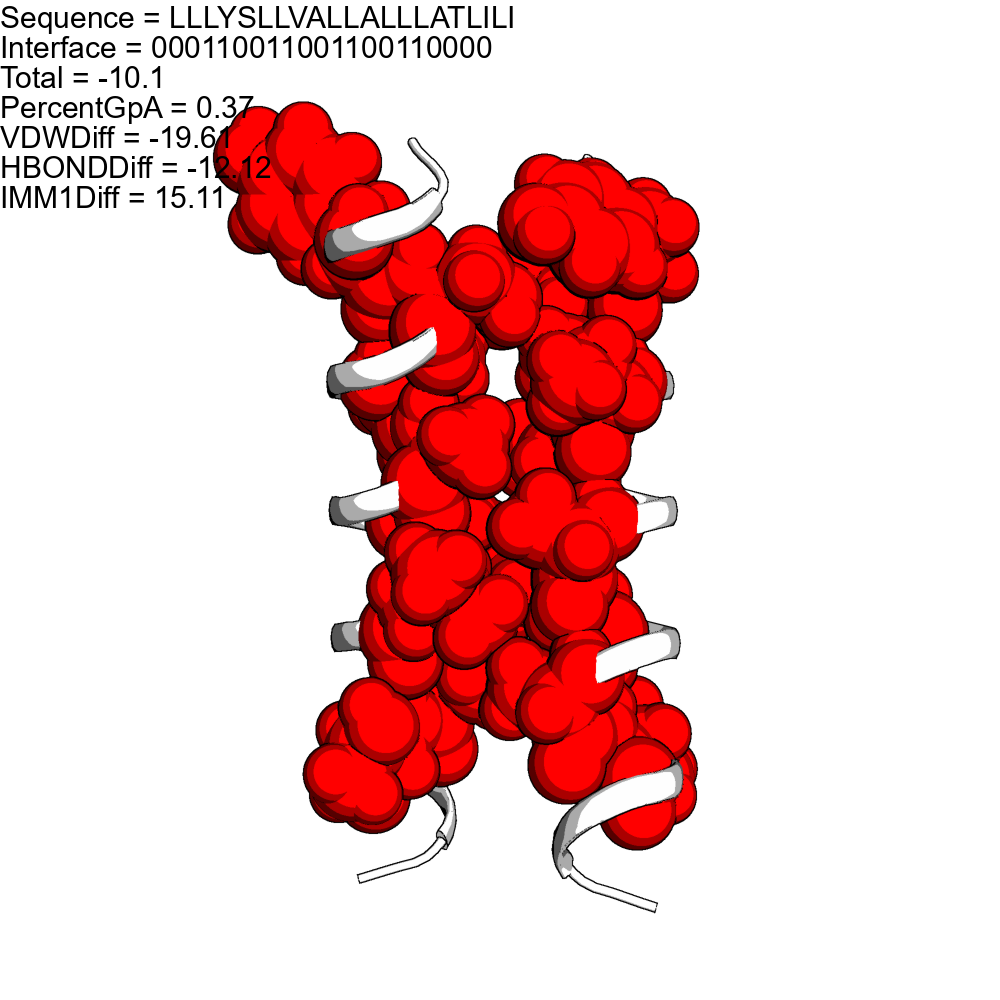 Sequence = LLLYSLLVALLALLLATLILI
Interface = 000110011001100110000
Total = -10.1
PercentGpA = 0.37
VDWDiff = -19.61
HBONDDiff = -12.12
IMM1Diff = 15.11